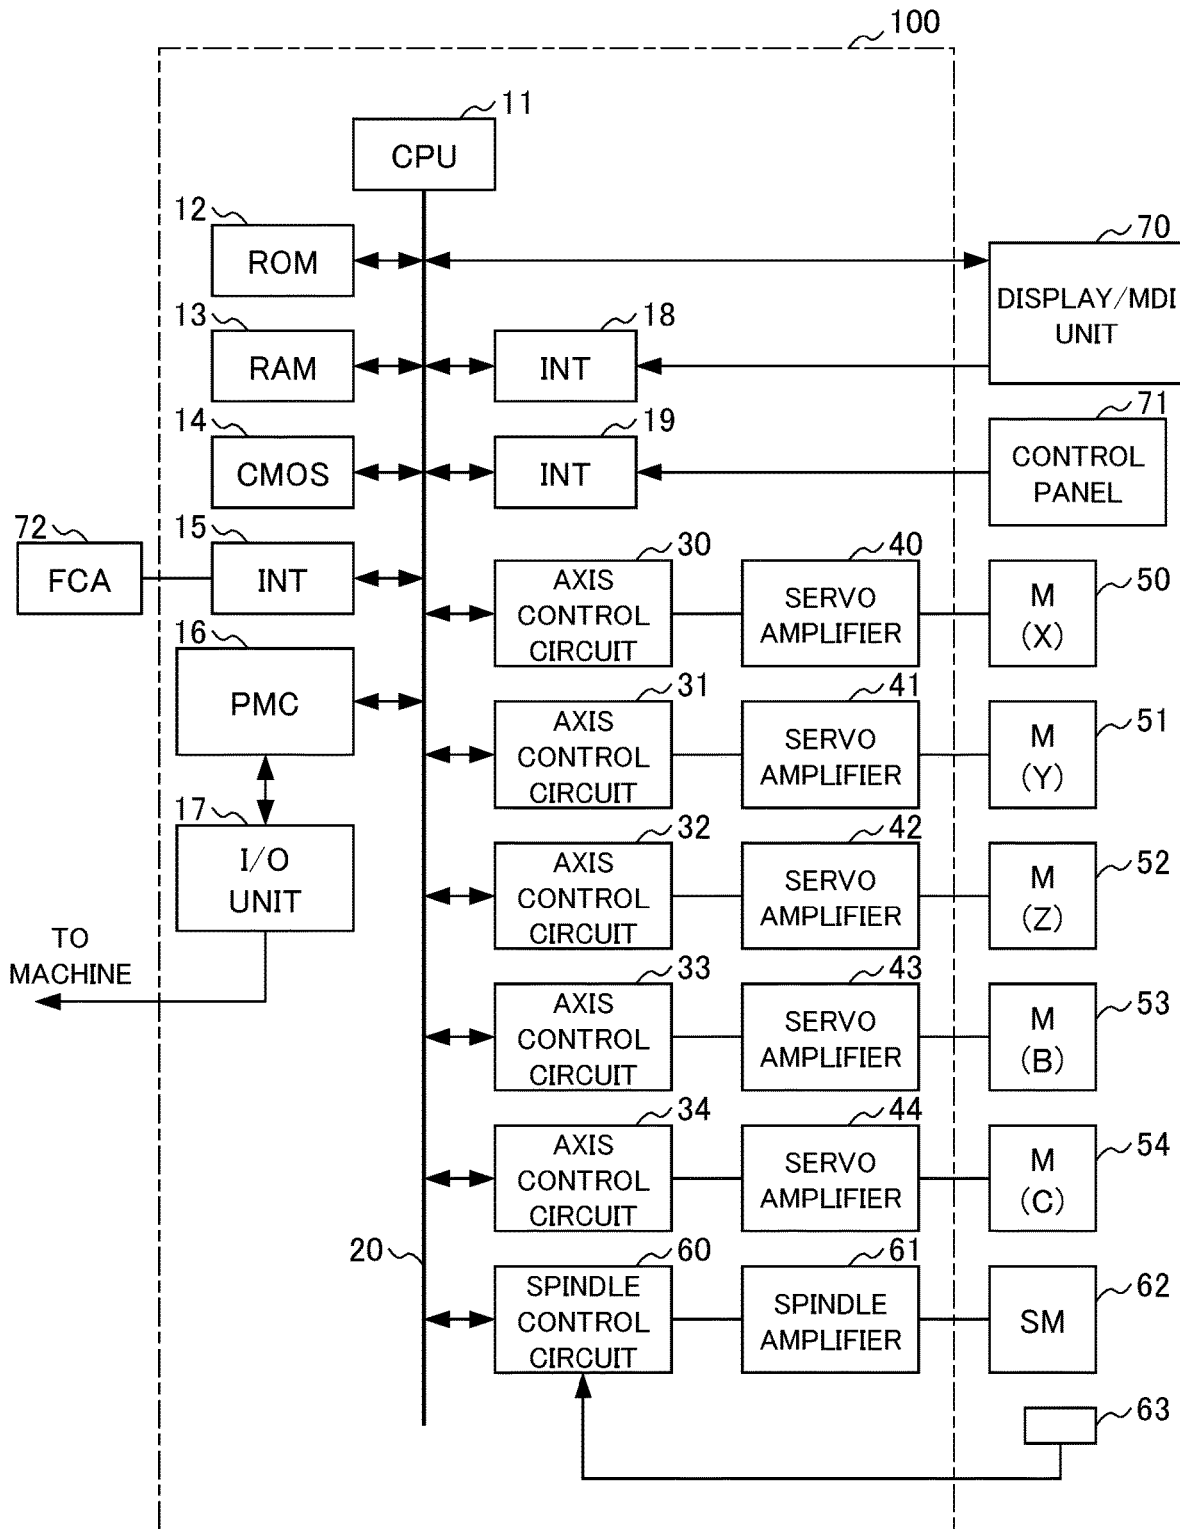 100
11
CPU
12
ROM
70
DISPLAY/MDI
UNIT
13
RAM
18
INT
14
CMOS
19
INT
71
CONTROL
PANEL
72
FCA
15
INT
30
AXIS
CONTROL
CIRCUIT
40
SERVO
AMPLIFIER
M
(X)
50
16
PMC
31
AXIS
CONTROL
CIRCUIT
41
SERVO
AMPLIFIER
M
(Y)
51
17
I/O
UNIT
TO
MACHINE
32
AXIS
CONTROL
CIRCUIT
42
SERVO
AMPLIFIER
M
(Z)
52
33
AXIS
CONTROL
CIRCUIT
43
SERVO
AMPLIFIER
M
(B)
53
34
AXIS
CONTROL
CIRCUIT
44
SERVO
AMPLIFIER
M
(C)
54
20
60
SPINDLE
CONTROL
CIRCUIT
61
SPINDLE
AMPLIFIER
SM
62
63